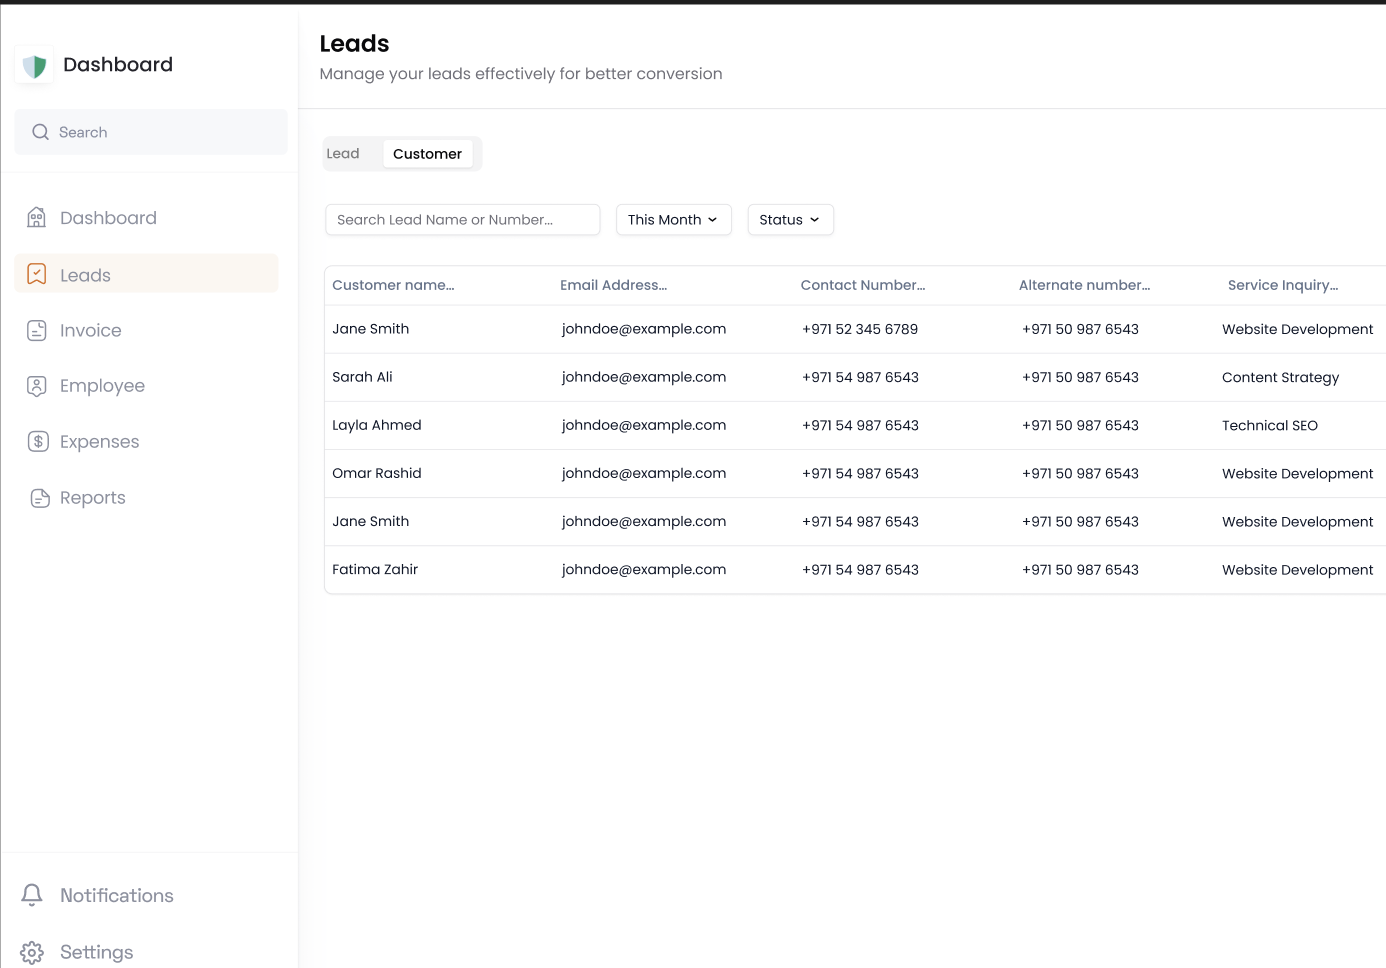 Dashboard
Search
Dashboard
Leads
Invoice
Employee
Expenses
Reports
Notifications
Settings
Leads
Manage your leads effectively for better conversion
Lead Customer
Search Lead Name or Number... This Month Status
Customer name... Email Address... Contact Number... Alternate number... Service Inquiry...
Jane Smith johndoe@example.com +971 52 345 6789 +971 50 987 6543 Website Development
Sarah Ali johndoe@example.com +971 54 987 6543 +971 50 987 6543 Content Strategy
Layla Ahmed johndoe@example.com +971 54 987 6543 +971 50 987 6543 Technical SEO
Omar Rashid johndoe@example.com +971 54 987 6543 +971 50 987 6543 Website Development
Jane Smith johndoe@example.com +971 54 987 6543 +971 50 987 6543 Website Development
Fatima Zahir johndoe@example.com +971 54 987 6543 +971 50 987 6543 Website Development